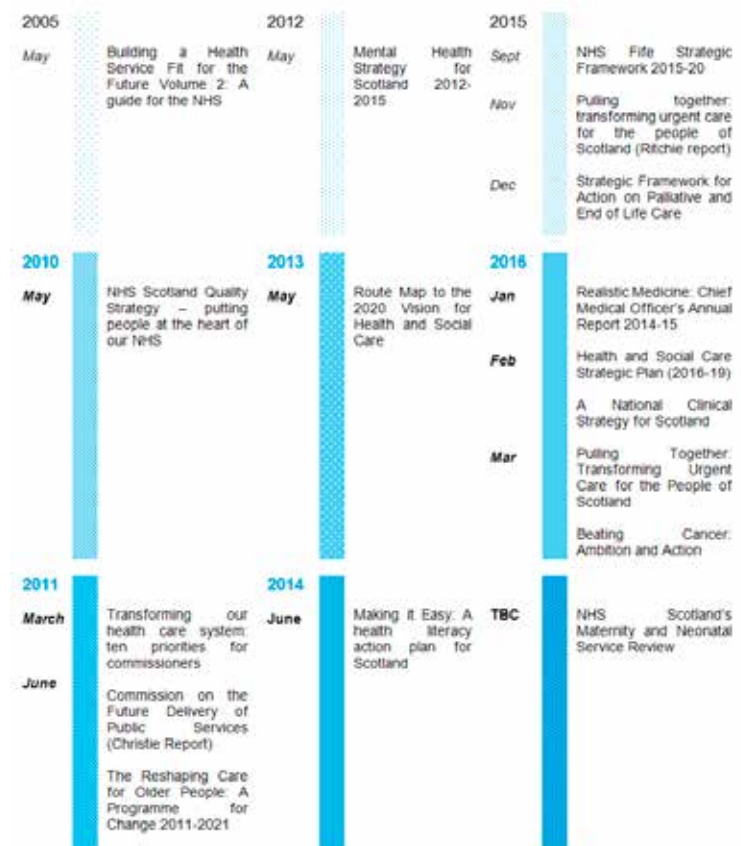 2005
May
Building a Health
Service Fit for the
Future Volume 2: A
guide for the NHS
2010
May
NHS Scotland Quality
Strategy – putting
people at the heart of
our NHS
2011
March
Transforming our
health care system:
ten priorities for
commissioners
June
Commission on the
Future Delivery of
Public Services
(Christie Report)
The Reshaping Care
for Older People: A
Programme for
Change 2011-2021
2012
May
Mental Health
Strategy for
Scotland 2012-
2015
2013
May
Route Map to the
2020 Vision for
Health and Social
Care
2014
June
Making it Easy: A
health literacy
action plan for
Scotland
2015
Sept
NHS Fife Strategic
Framework 2015-20
Nov
Pulling together:
transforming urgent care
for the people of
Scotland (Ritchie report)
Dec
Strategic Framework for
Action on Palliative and
End of Life Care
2016
Jan
Realistic Medicine: Chief
Medical Officer's Annual
Report 2014-15
Feb
Health and Social Care
Strategic Plan (2016-19)
A National Clinical
Strategy for Scotland
Mar
Pulling Together:
Transforming Urgent
Care for the People of
Scotland
Beating Cancer:
Ambition and Action
TBC
NHS Scotland's
Maternity and Neonatal
Service Review